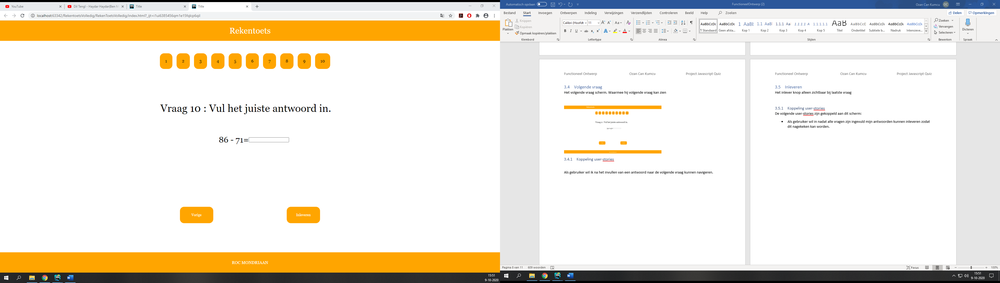 YouTube
Dil Tengî - Haydar Haydar(Ben M
Title
Title
localhost:63342/RekentoetsVolledig/RekenToetsVolledig/index.html?_ijt=i1ui6385456qm1e15fqlcp6qil
Rekentoets
1 2 3 4 5 6 7 8 9 10
Vraag 10 : Vul het juiste antwoord in.
86 - 71=
Vorige
Inleveren
ROC MONDRIAAN
15:51
9-10-2020
Automatisch opslaan
FunctioneelOntwerp (2)
Ozan Can Kumcu
OC
Bestand Start Invoegen Ontwerpen Indeling Verwijzingen Verzendlijsten Controleren Beeld Help Zoeken
Delen
Opmerkingen
Plakken
Knippen
Kopiëren
Opmaak kopiëren/plakken
Klembord
Calibri (Hoofdt
11
Lettertype
Alinea
AaBbCcDc AaBbCcDc 1 AaBb 1.1 AaBl 1.1.1 Aa 1.1.1.1 A 1.1.1.1.1 AaB AaBbCcD AaBbCcDc AaBbCcDc AaBbCcDc
¶ Standaard Geen afsta... Kop 1 Kop 2 Kop 3 Kop 4 Kop 5 Titel Ondertitel Subtiele b... Nadruk Intensieve...
Stijlen
Zoeken
Vervangen
Selecteren
Bewerken
Dicteren
Spraak
Functioneel Ontwerp Ozan Can Kumcu Project Javascript Quiz
3.4 Volgende vraag
Het volgende vraag scherm. Waarmee hij volgende vraag kan zien
Rekentoets
Vraag 2 : Vul het juiste antwoord in.
3.4.1 Koppeling user-stories
Als gebruiker wil ik na het invullen van een antwoord naar de volgende vraag kunnen navigeren.
Functioneel Ontwerp Ozan Can Kumcu Project Javascript Quiz
3.5 Inleveren
Het inlever knop alleen zichtbaar bij laatste vraag
3.5.1 Koppeling user-stories
De volgende user-stories zijn gekoppeld aan dit scherm:
• Als gebruiker wil in nadat alle vragen zijn ingevuld mijn antwoorden kunnen inleveren zodat
dit nagekeken kan worden.
Pagina 8 van 11
609 woorden
Focus
100%
15:51
9-10-2020